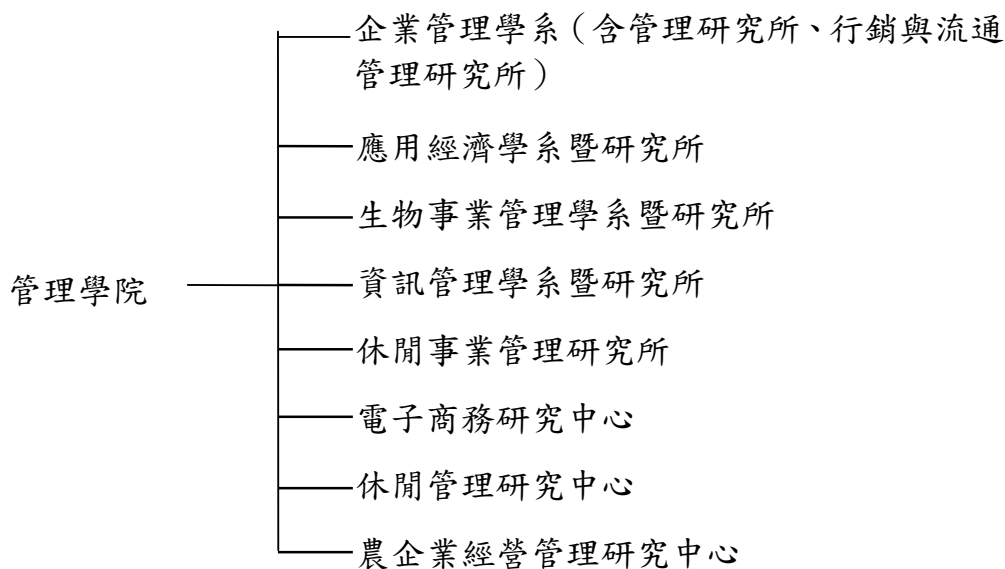 企業管理學系（含管理研究所、行銷與流通
管理研究所）
應用經濟學系暨研究所
生物事業管理學系暨研究所
管理學院
資訊管理學系暨研究所
休閒事業管理研究所
電子商務研究中心
休閒管理研究中心
農企業經營管理研究中心